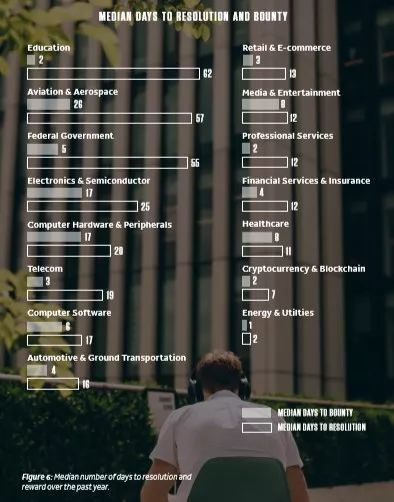 MEDIAN DAYS TO RESOLUTION AND BOUNTY
Education
2
62
Aviation & Aerospace
26
57
Federal Government
5
55
Electronics & Semiconductor
17
25
Computer Hardware & Peripherals
17
20
Telecom
3
19
Computer Software
6
17
Automotive & Ground Transportation
4
16
Retail & E-commerce
3
13
Media & Entertainment
8
12
Professional Services
2
12
Financial Services & Insurance
4
12
Healthcare
8
11
Cryptocurrency & Blockchain
2
7
Energy & Utilties
1
2
MEDIAN DAYS TO BOUNTY
MEDIAN DAYS TO RESOLUTION
Figure 6: Median number of days to resolution and
reward over the past year.